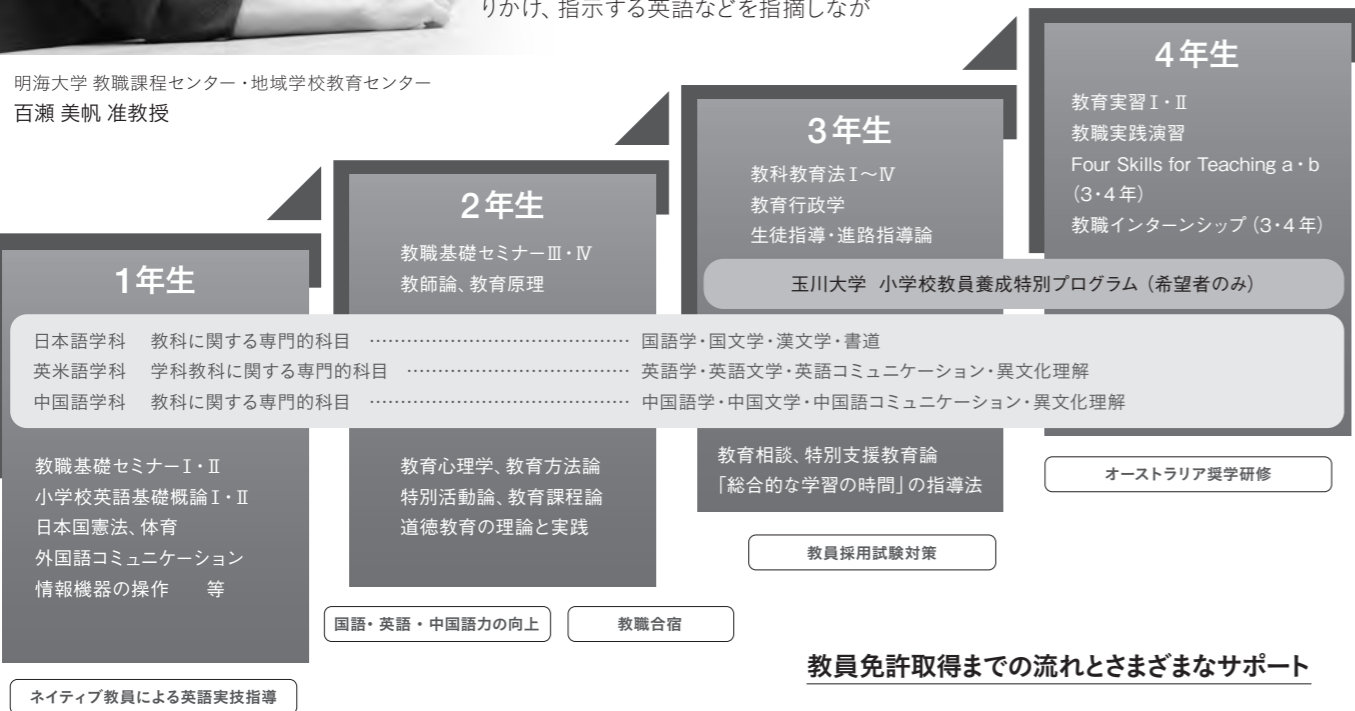 りかけ、指示する英語などを指摘しなが
明海大学 教職課程センター・地域学校教育センター
百瀬 美帆 准教授
1年生
2年生
教職基礎セミナーⅢ・Ⅳ
教師論、教育原理
3年生
教科教育法Ⅰ～Ⅳ
教育行政学
生徒指導・進路指導論
4年生
教育実習Ⅰ・Ⅱ
教職実践演習
Four Skills for Teaching a・b
(3・4年)
教職インターンシップ (3・4年)
玉川大学 小学校教員養成特別プログラム (希望者のみ)
日本語学科 教科に関する専門的科目 …………………………………… 国語学・国文学・漢文学・書道
英米語学科 学科教科に関する専門的科目 ……………………………… 英語学・英語文学・英語コミュニケーション・異文化理解
中国語学科 教科に関する専門的科目 …………………………………… 中国語学・中国文学・中国語コミュニケーション・異文化理解
教職基礎セミナーⅠ・Ⅱ
小学校英語基礎概論Ⅰ・Ⅱ
日本国憲法、体育
外国語コミュニケーション
情報機器の操作 等
教育心理学、教育方法論
特別活動論、教育課程論
道徳教育の理論と実践
教育相談、特別支援教育論
「総合的な学習の時間」の指導法
ネイティブ教員による英語実技指導
国語・英語・中国語力の向上
教職合宿
教員採用試験対策
オーストラリア奨学研修
教員免許取得までの流れとさまざまなサポート